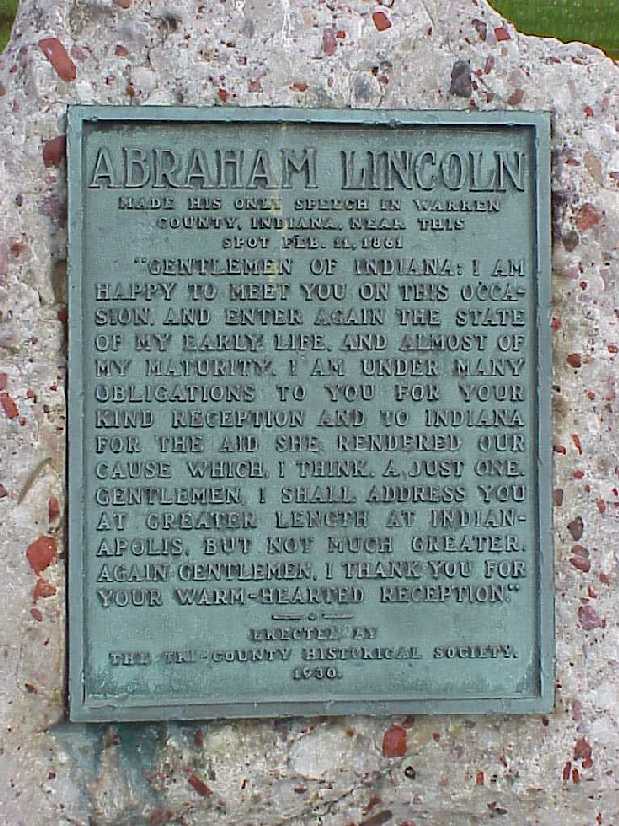 ABRAHAM LINCOLN
MADE HIS ONLY SPEECH IN WARREN
COUNTY, INDIANA, NEAR THIS
SPOT FEB. 11, 1861
"GENTLEMEN OF INDIANA: I AM
HAPPY TO MEET YOU ON THIS OCCA-
SION, AND ENTER AGAIN THE STATE
OF MY EARLY LIFE, AND ALMOST OF
MY MATURITY. I AM UNDER MANY
OBLIGATIONS TO YOU FOR YOUR
KIND RECEPTION AND TO INDIANA
FOR THE AID SHE RENDERED OUR
CAUSE WHICH, I THINK, A JUST ONE.
GENTLEMEN, I SHALL ADDRESS YOU
AT GREATER LENGTH AT INDIAN-
APOLIS, BUT NOT MUCH GREATER.
AGAIN GENTLEMEN, I THANK YOU FOR
YOUR WARM-HEARTED RECEPTION."
ERECTED BY
THE TRI-COUNTY HISTORICAL SOCIETY.
1930.